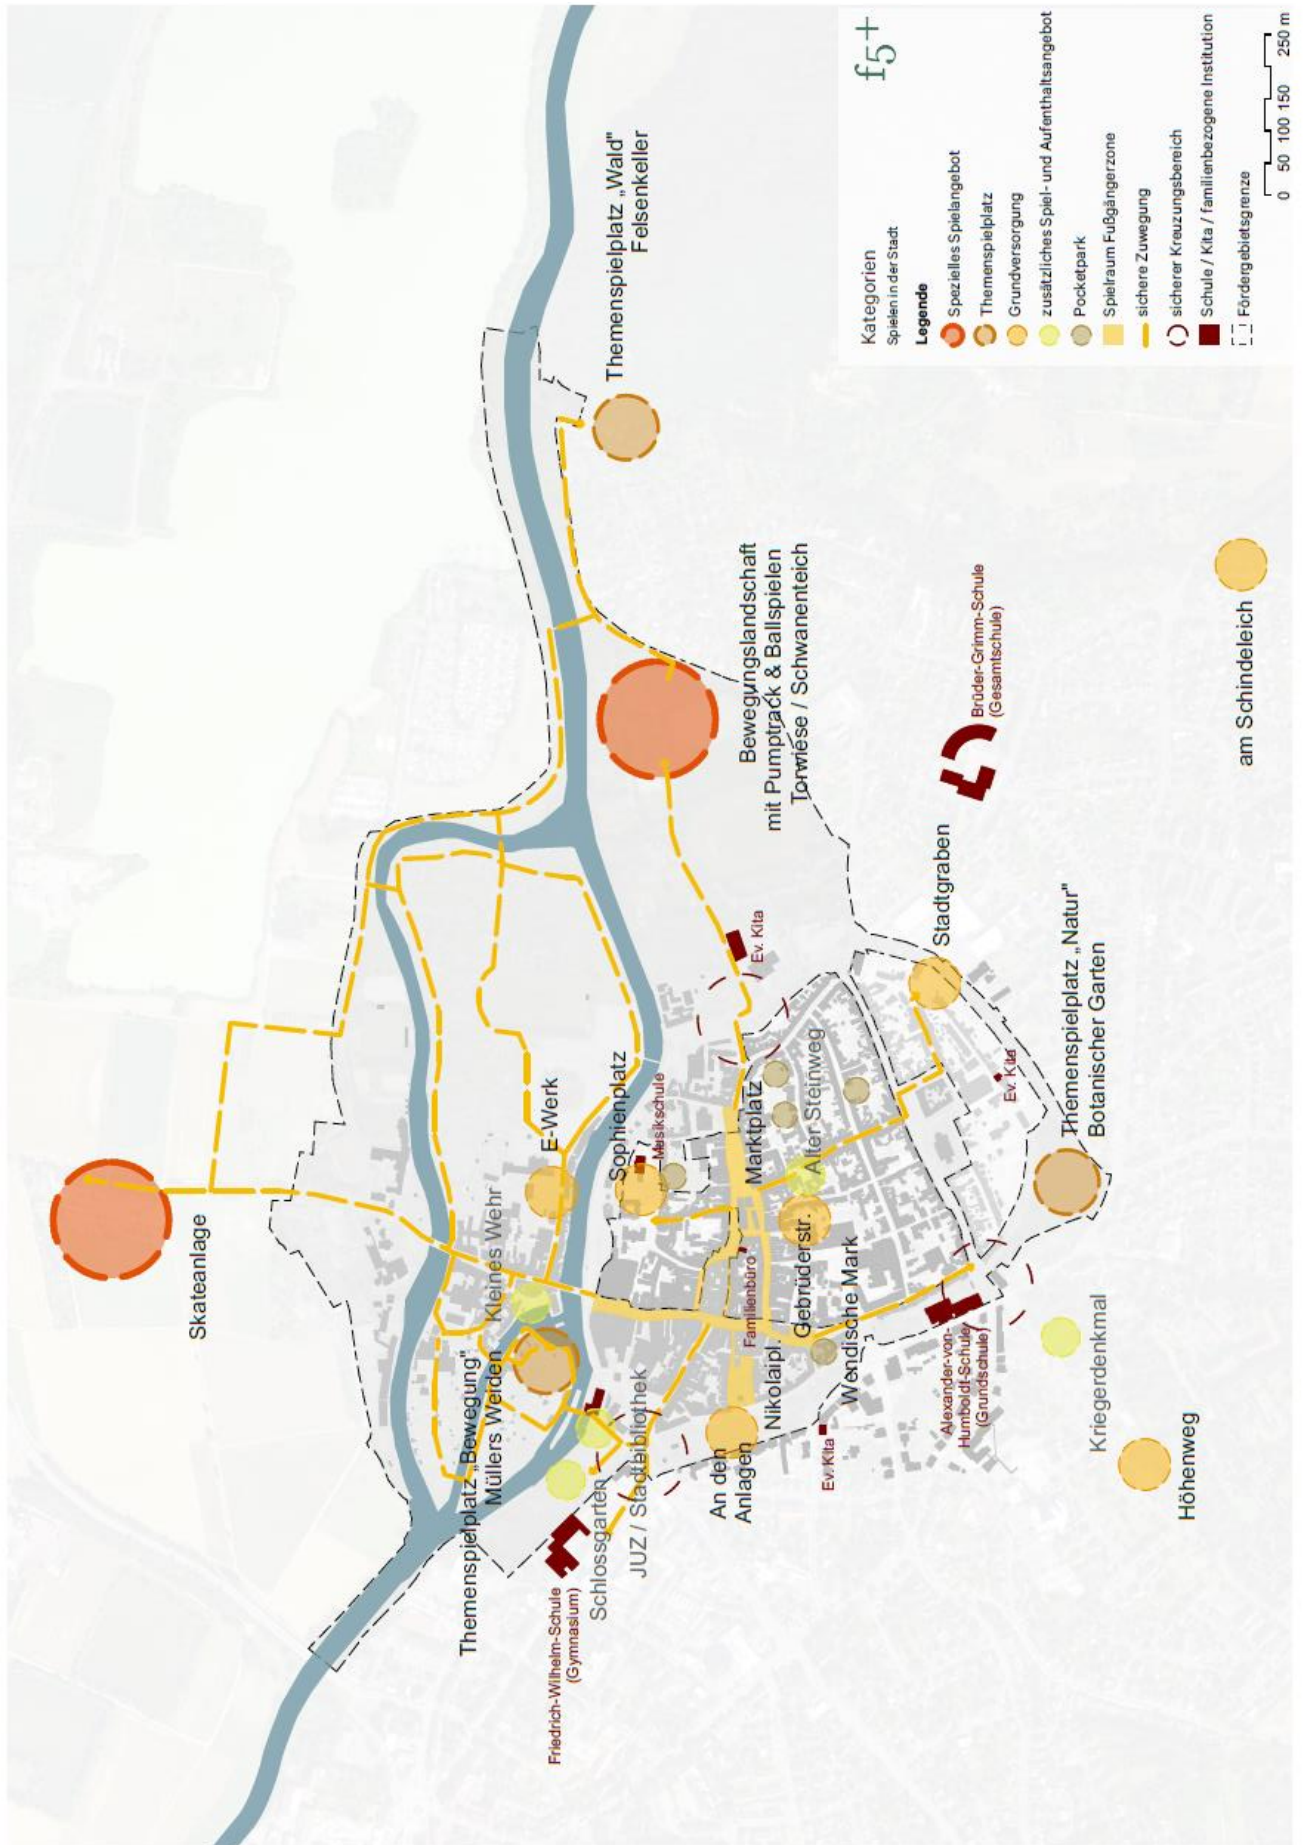 Skateanlage
Themenspielplatz „Bewegung"
Müllers Weiden
Kleines Wehr
E-Werk
Friedrich-Wilhelm-Schule
(Gymnasium)
Schlossgarten
JUZ / Stadtbibliothek
Sophienplatz
Musikschule
Themenspielplatz „Wald"
Felsenkeller
Bewegungslandschaft
mit Pumptrack & Ballspielen
Torwiese / Schwanenteich
Ev. Kita
An den
Anlagen
Nikolaipl.
Familienbüro
Marktplatz
Gebrüderstr.
Alter Steinweg
Wendische Mark
Ev. Kita
Alexander-von-
Humboldt-Schule
(Grundschule)
Stadtgraben
Brüder-Grimm-Schule
(Gesamtschule)
Ev. Kita
Themenspielplatz „Natur"
Botanischer Garten
Kriegerdenkmal
Höhenweg
am Schindeleich
f5+
Kategorien
Spielen in der Stadt
Legende
Spezielles Spielangebot
Themenspielplatz
Grundversorgung
zusätzliches Spiel- und Aufenthaltsangebot
Pocketpark
Spielraum Fußgängerzone
sichere Zuwegung
sicherer Kreuzungsbereich
Schule / Kita / familienbezogene Institution
Fördergebietsgrenze
0 50 100 150 250 m